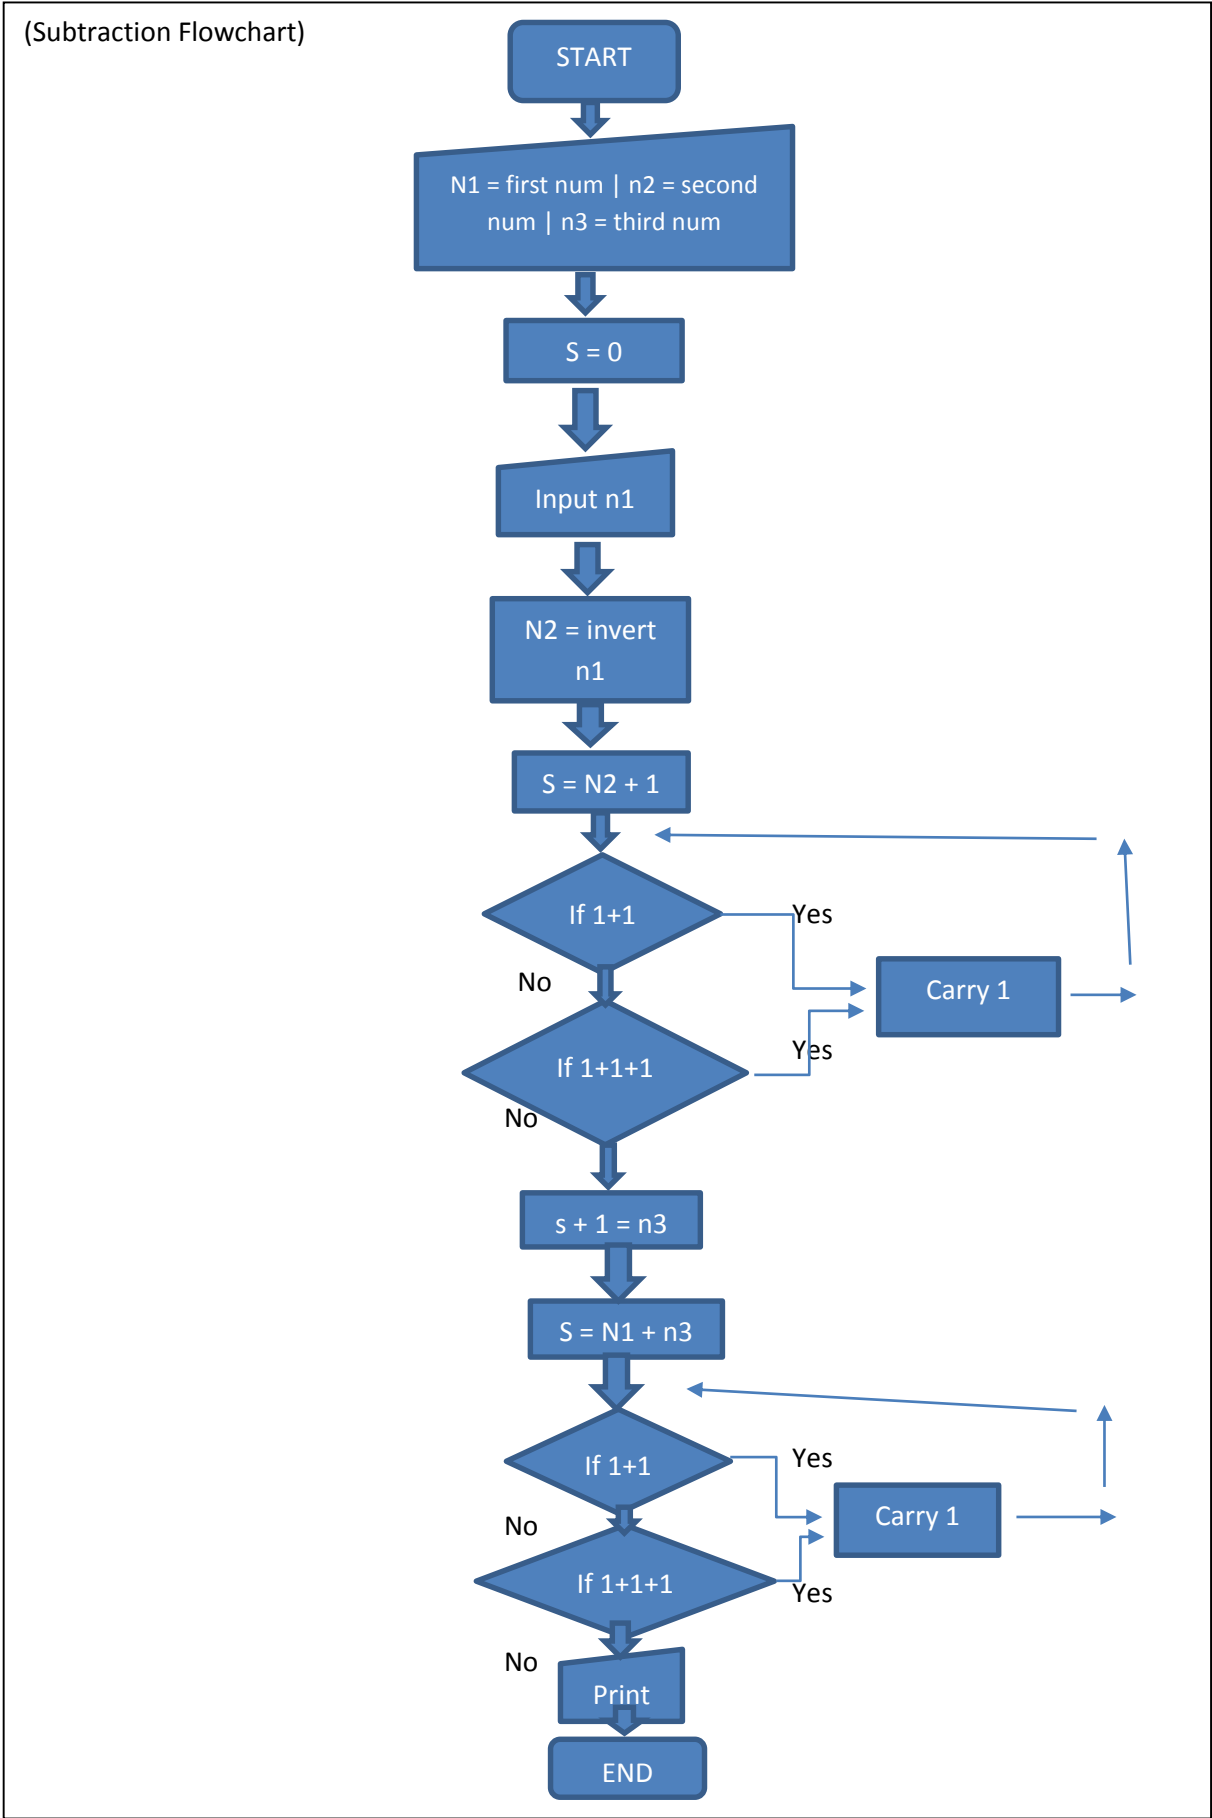 (Subtraction Flowchart)
START
N1 = first num | n2 = second
num | n3 = third num
S = 0
Input n1
N2 = invert
n1
S = N2 + 1
If 1+1
Yes
No
Carry 1
If 1+1+1
Yes
No
s + 1 = n3
S = N1 + n3
If 1+1
Yes
No
Carry 1
If 1+1+1
Yes
No
Print
END